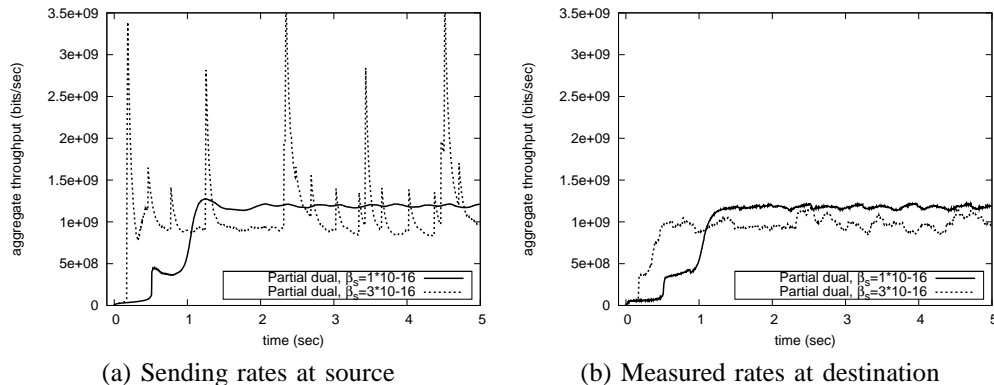 3.5e+09
3e+09
2.5e+09
2e+09
1.5e+09
1e+09
5e+08
0
aggregate throughput (bits/sec)
0 1 2 3 4 5
time (sec)
Partial dual, βs=1*10-16
Partial dual, βs=3*10-16
(a) Sending rates at source
3.5e+09
3e+09
2.5e+09
2e+09
1.5e+09
1e+09
5e+08
0
aggregate throughput (bits/sec)
0 1 2 3 4 5
time (sec)
Partial dual, βs=1*10-16
Partial dual, βs=3*10-16
(b) Measured rates at destination